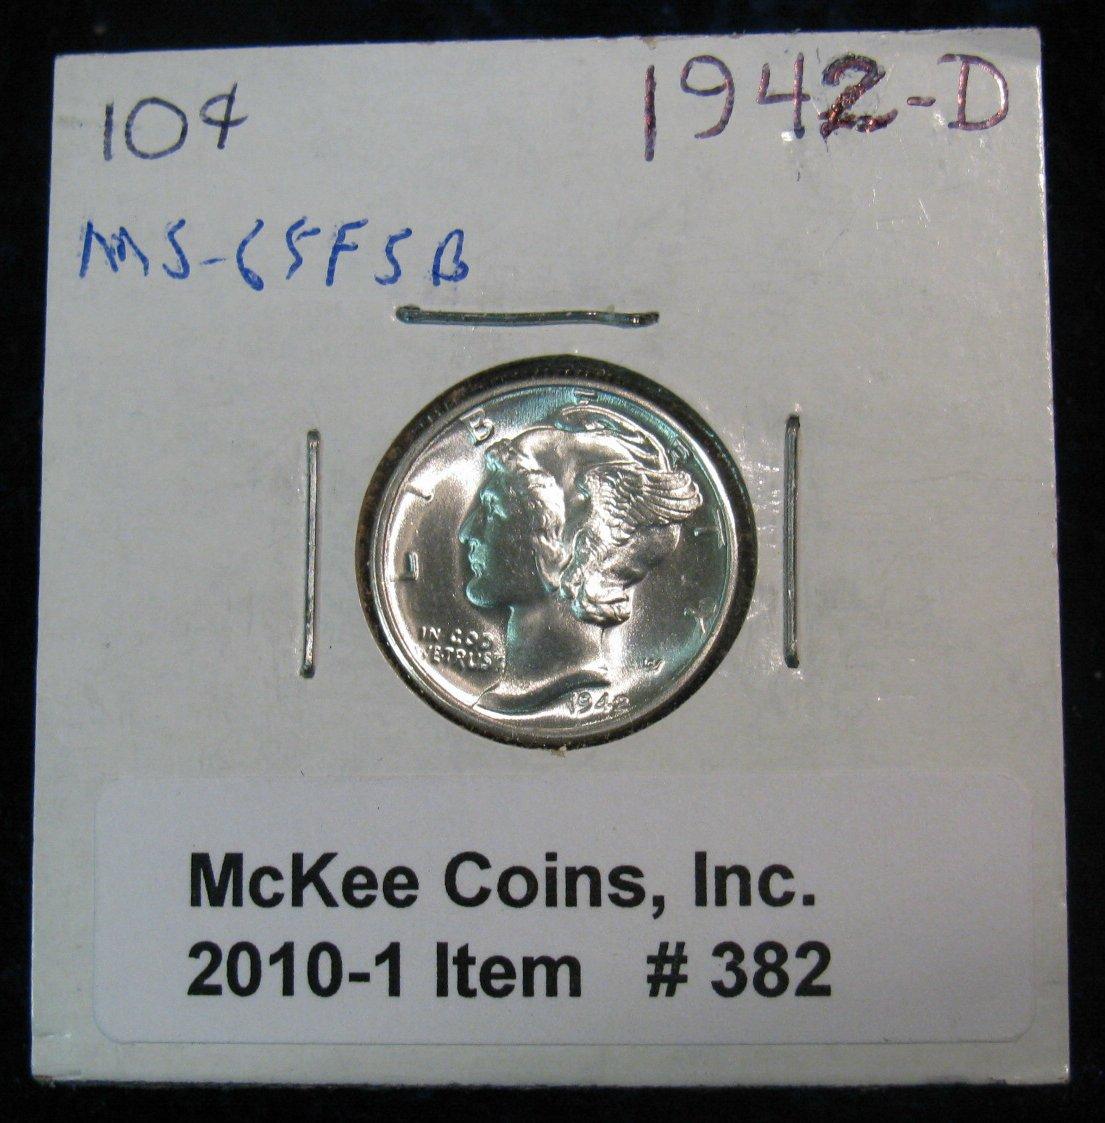 10¢ 1942-D
MS-65FSB
LIBERTY
IN GOD
WE TRUST
1942
McKee Coins, Inc.
2010-1 Item # 382